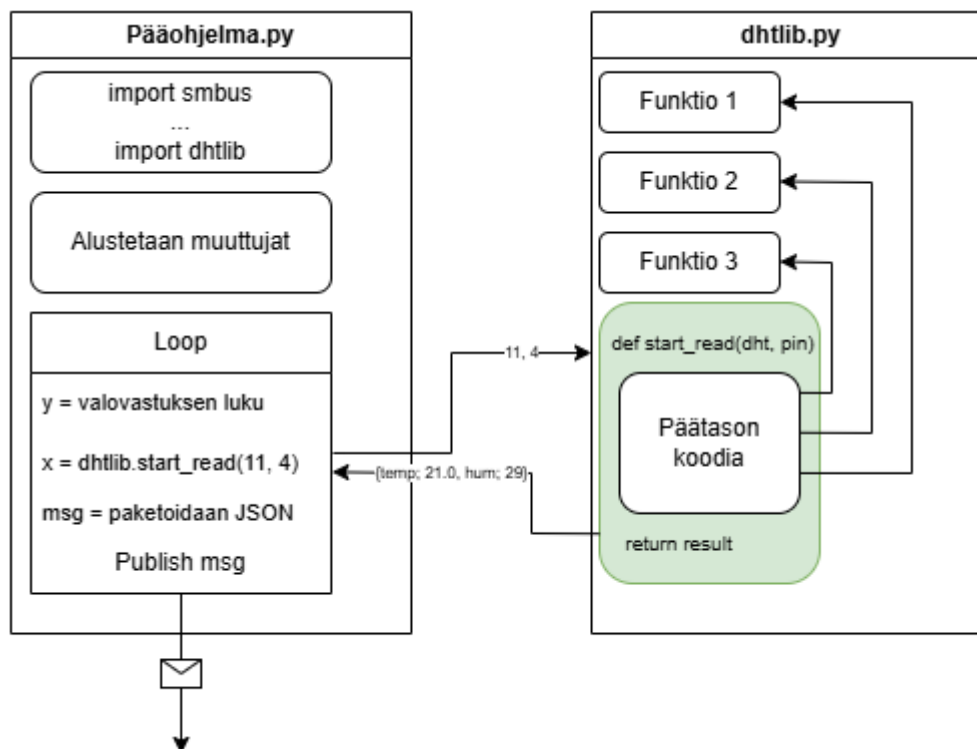 Pääohjelma.py
import smbus
...
import dhtlib
Alustetaan muuttujat
Loop
y = valovastuksen luku
x = dhtlib.start_read(11, 4)
msg = paketoidaan JSON
Publish msg
11, 4
{temp; 21.0, hum; 29}
dhtlib.py
Funktio 1
Funktio 2
Funktio 3
def start_read(dht, pin)
Päätason
koodia
return result